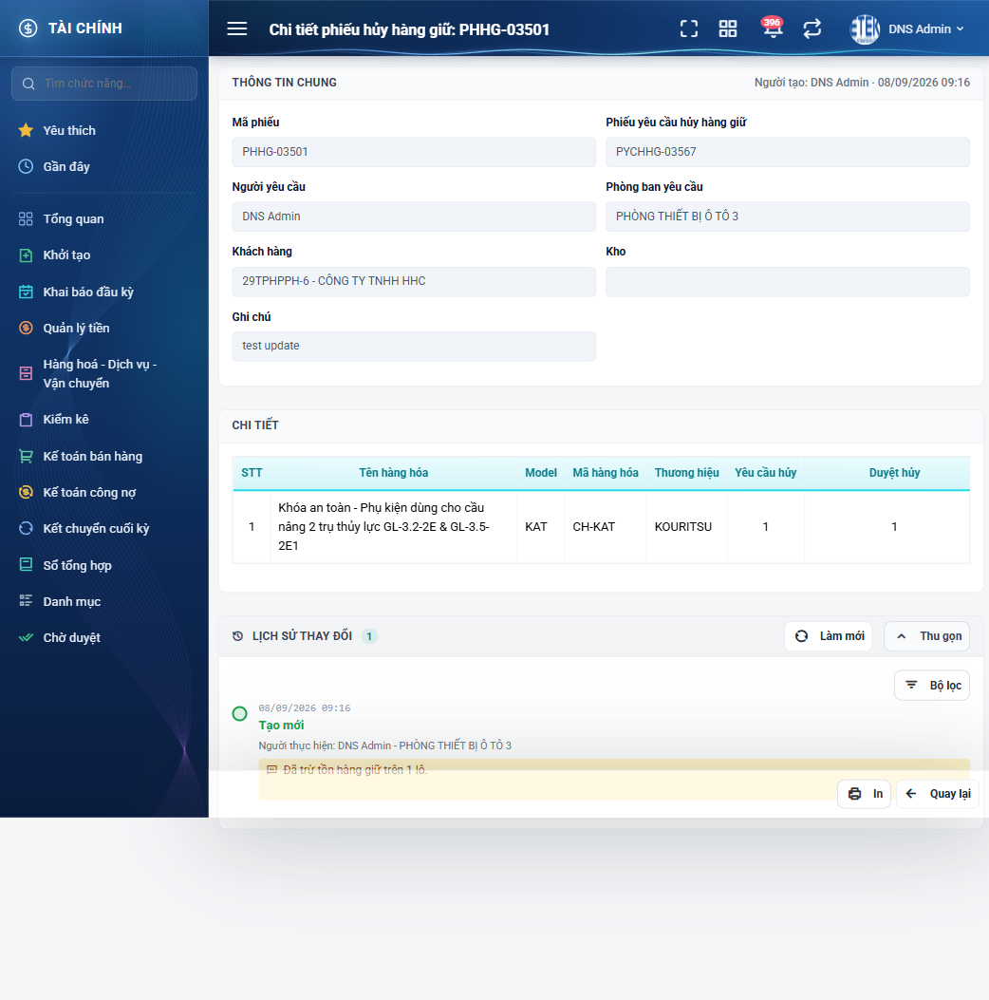 TÀI CHÍNH
Chi tiết phiếu hủy hàng giữ: PHHG-03501
396
DNS Admin
Tìm chức năng...
Yêu thích
Gần đây
Tổng quan
Khởi tạo
Khai báo đầu kỳ
Quản lý tiền
Hàng hoá - Dịch vụ -
Vận chuyển
Kiểm kê
Kế toán bán hàng
Kế toán công nợ
Kết chuyển cuối kỳ
Sổ tổng hợp
Danh mục
Chờ duyệt
THÔNG TIN CHUNG
Người tạo: DNS Admin · 08/09/2026 09:16
Mã phiếu
Phiếu yêu cầu hủy hàng giữ
PHHG-03501
PYCHHG-03567
Người yêu cầu
Phòng ban yêu cầu
DNS Admin
PHÒNG THIẾT BỊ Ô TÔ 3
Khách hàng
Kho
29TPHPPH-6 - CÔNG TY TNHH HHC
Ghi chú
test update
CHI TIẾT
STT Tên hàng hóa Model Mã hàng hóa Thương hiệu Yêu cầu hủy Duyệt hủy
Khóa an toàn - Phụ kiện dùng cho cầu
1 nâng 2 trụ thủy lực GL-3.2-2E & GL-3.5- KAT CH-KAT KOURITSU 1 1
2E1
LỊCH SỬ THAY ĐỔI 1
Làm mới
Thu gọn
Bộ lọc
08/09/2026 09:16
Tạo mới
Người thực hiện: DNS Admin - PHÒNG THIẾT BỊ Ô TÔ 3
Đã trừ tồn hàng giữ trên 1 lô.
In
Quay lại